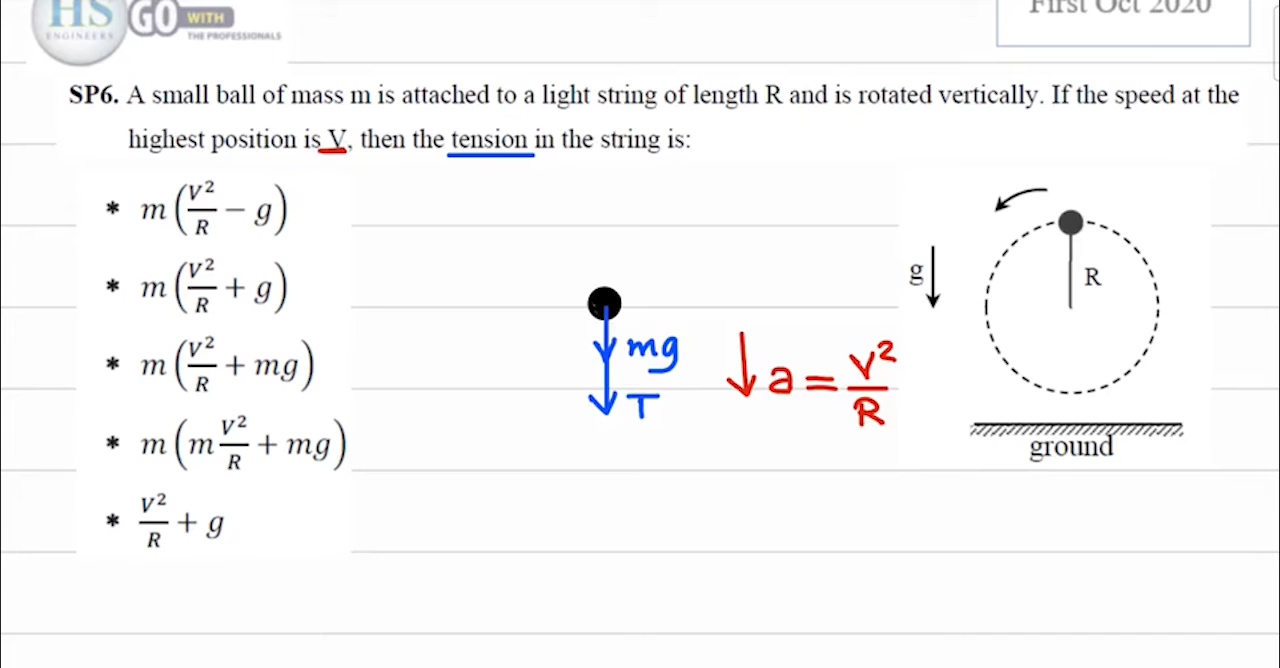 HS GO WITH
ENGINEERS THE PROFESSIONALS
First Oct 2020
SP6. A small ball of mass m is attached to a light string of length R and is rotated vertically. If the speed at the
highest position is V, then the tension in the string is:
* m(V²/R − g)
* m(V²/R + g)
* m(V²/R + mg)
* m(m V²/R + mg)
* V²/R + g
mg
T
a = V²/R
g
R
ground